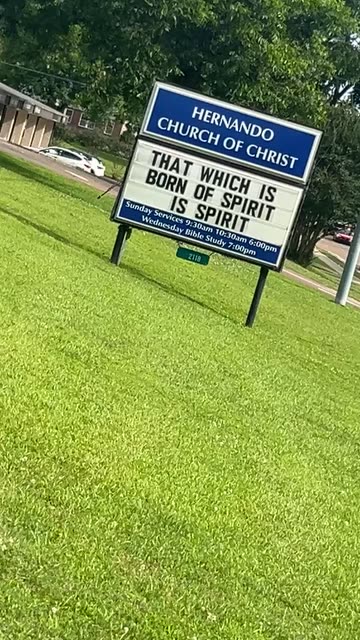 HERNANDO
CHURCH OF CHRIST
THAT WHICH IS
BORN OF SPIRIT
IS SPIRIT
Sunday Services 9:30am 10:30am 6:00pm
Wednesday Bible Study 7:00pm
2110